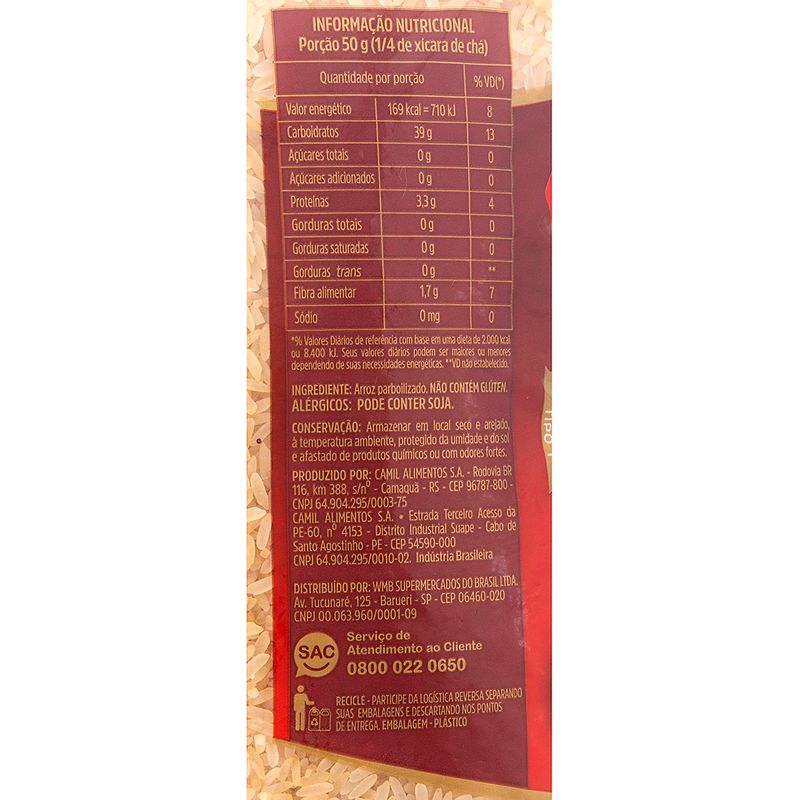 INFORMAÇÃO NUTRICIONAL
Porção 50 g (1/4 de xícara de chá)
Quantidade por porção % VD(*)
Valor energético 169 kcal = 710 kJ 8
Carboidratos 39 g 13
Açúcares totais 0 g 0
Açúcares adicionados 0 g 0
Proteínas 3,3 g 4
Gorduras totais 0 g 0
Gorduras saturadas 0 g 0
Gorduras trans 0 g **
Fibra alimentar 1,7 g 7
Sódio 0 mg 0
*% Valores Diários de referência com base em uma dieta de 2.000 kcal
ou 8.400 kJ. Seus valores diários podem ser maiores ou menores
dependendo de suas necessidades energéticas. **VD não estabelecido.
INGREDIENTE: Arroz parboilizado. NÃO CONTÉM GLÚTEN.
ALÉRGICOS: PODE CONTER SOJA.
CONSERVAÇÃO: Armazenar em local seco e arejado,
à temperatura ambiente, protegido da umidade e do sol
e afastado de produtos químicos ou com odores fortes.
PRODUZIDO POR: CAMIL ALIMENTOS S.A. - Rodovia BR
116, km 388, s/nº - Camaquã - RS - CEP 96787-800 -
CNPJ 64.904.295/0003-75
CAMIL ALIMENTOS S.A. • Estrada Terceiro Acesso da
PE-60, nº 4153 - Distrito Industrial Suape - Cabo de
Santo Agostinho - PE - CEP 54590-000
CNPJ 64.904.295/0010-02. Indústria Brasileira
DISTRIBUÍDO POR: WMB SUPERMERCADOS DO BRASIL LTDA.
Av. Tucunaré, 125 - Barueri - SP - CEP 06460-020
CNPJ 00.063.960/0001-09
SAC
Serviço de
Atendimento ao Cliente
0800 022 0650
RECICLE - PARTICIPE DA LOGÍSTICA REVERSA SEPARANDO
SUAS EMBALAGENS E DESCARTANDO NOS PONTOS
DE ENTREGA. EMBALAGEM - PLÁSTICO
TIPO 1